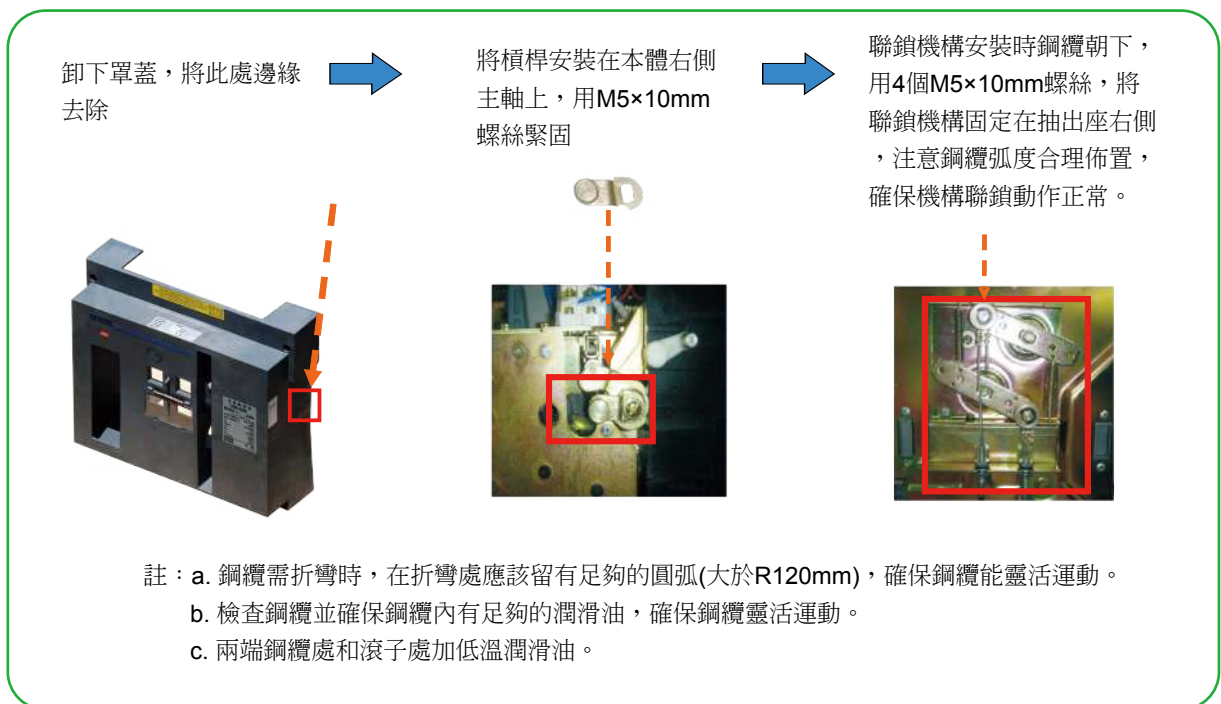 卸下罩蓋，將此處邊緣
去除
將槓桿安裝在本體右側
主軸上，用M5×10mm
螺絲緊固
聯鎖機構安裝時鋼纜朝下，
用4個M5×10mm螺絲，將
聯鎖機構固定在抽出座右側
，注意鋼纜弧度合理佈置，
確保機構聯鎖動作正常。
註：a. 鋼纜需折彎時，在折彎處應該留有足夠的圓弧(大於R120mm)，確保鋼纜能靈活運動。
b. 檢查鋼纜並確保鋼纜內有足夠的潤滑油，確保鋼纜靈活運動。
c. 兩端鋼纜處和滾子處加低溫潤滑油。